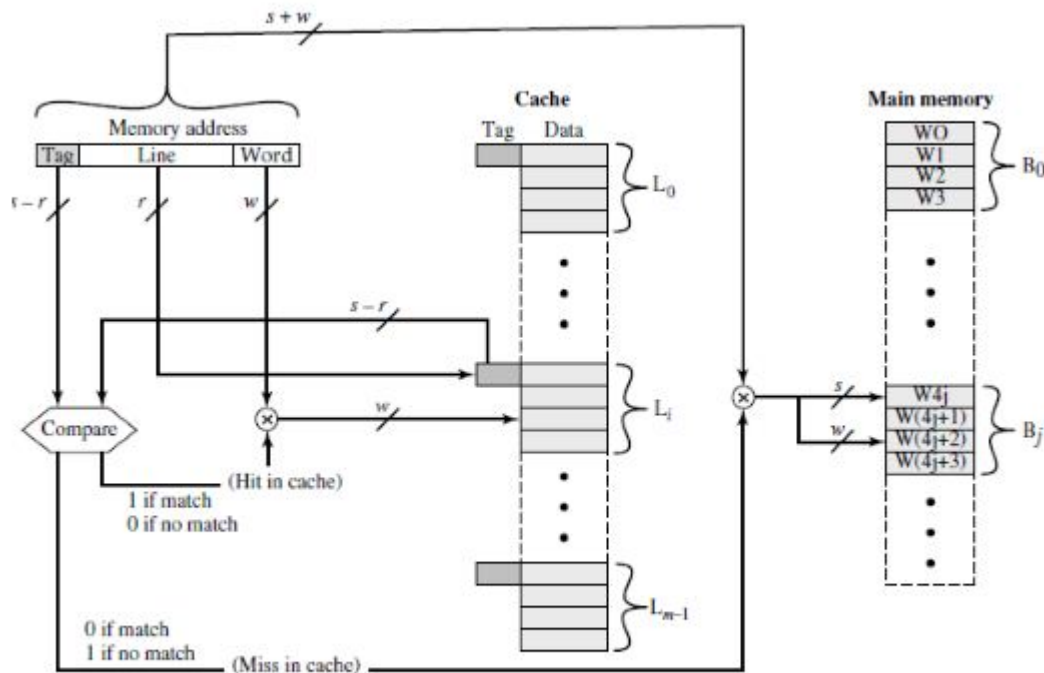 s + w
Cache
Main memory
Memory address
Tag Data
Tag Line Word
WO
W1
W2
W3
B0
L0
s – r
r
w
s – r
Li
w
Compare
(Hit in cache)
1 if match
0 if no match
s
w
W4j
W(4j+1)
W(4j+2)
W(4j+3)
Bj
Lm–1
0 if match
1 if no match
(Miss in cache)